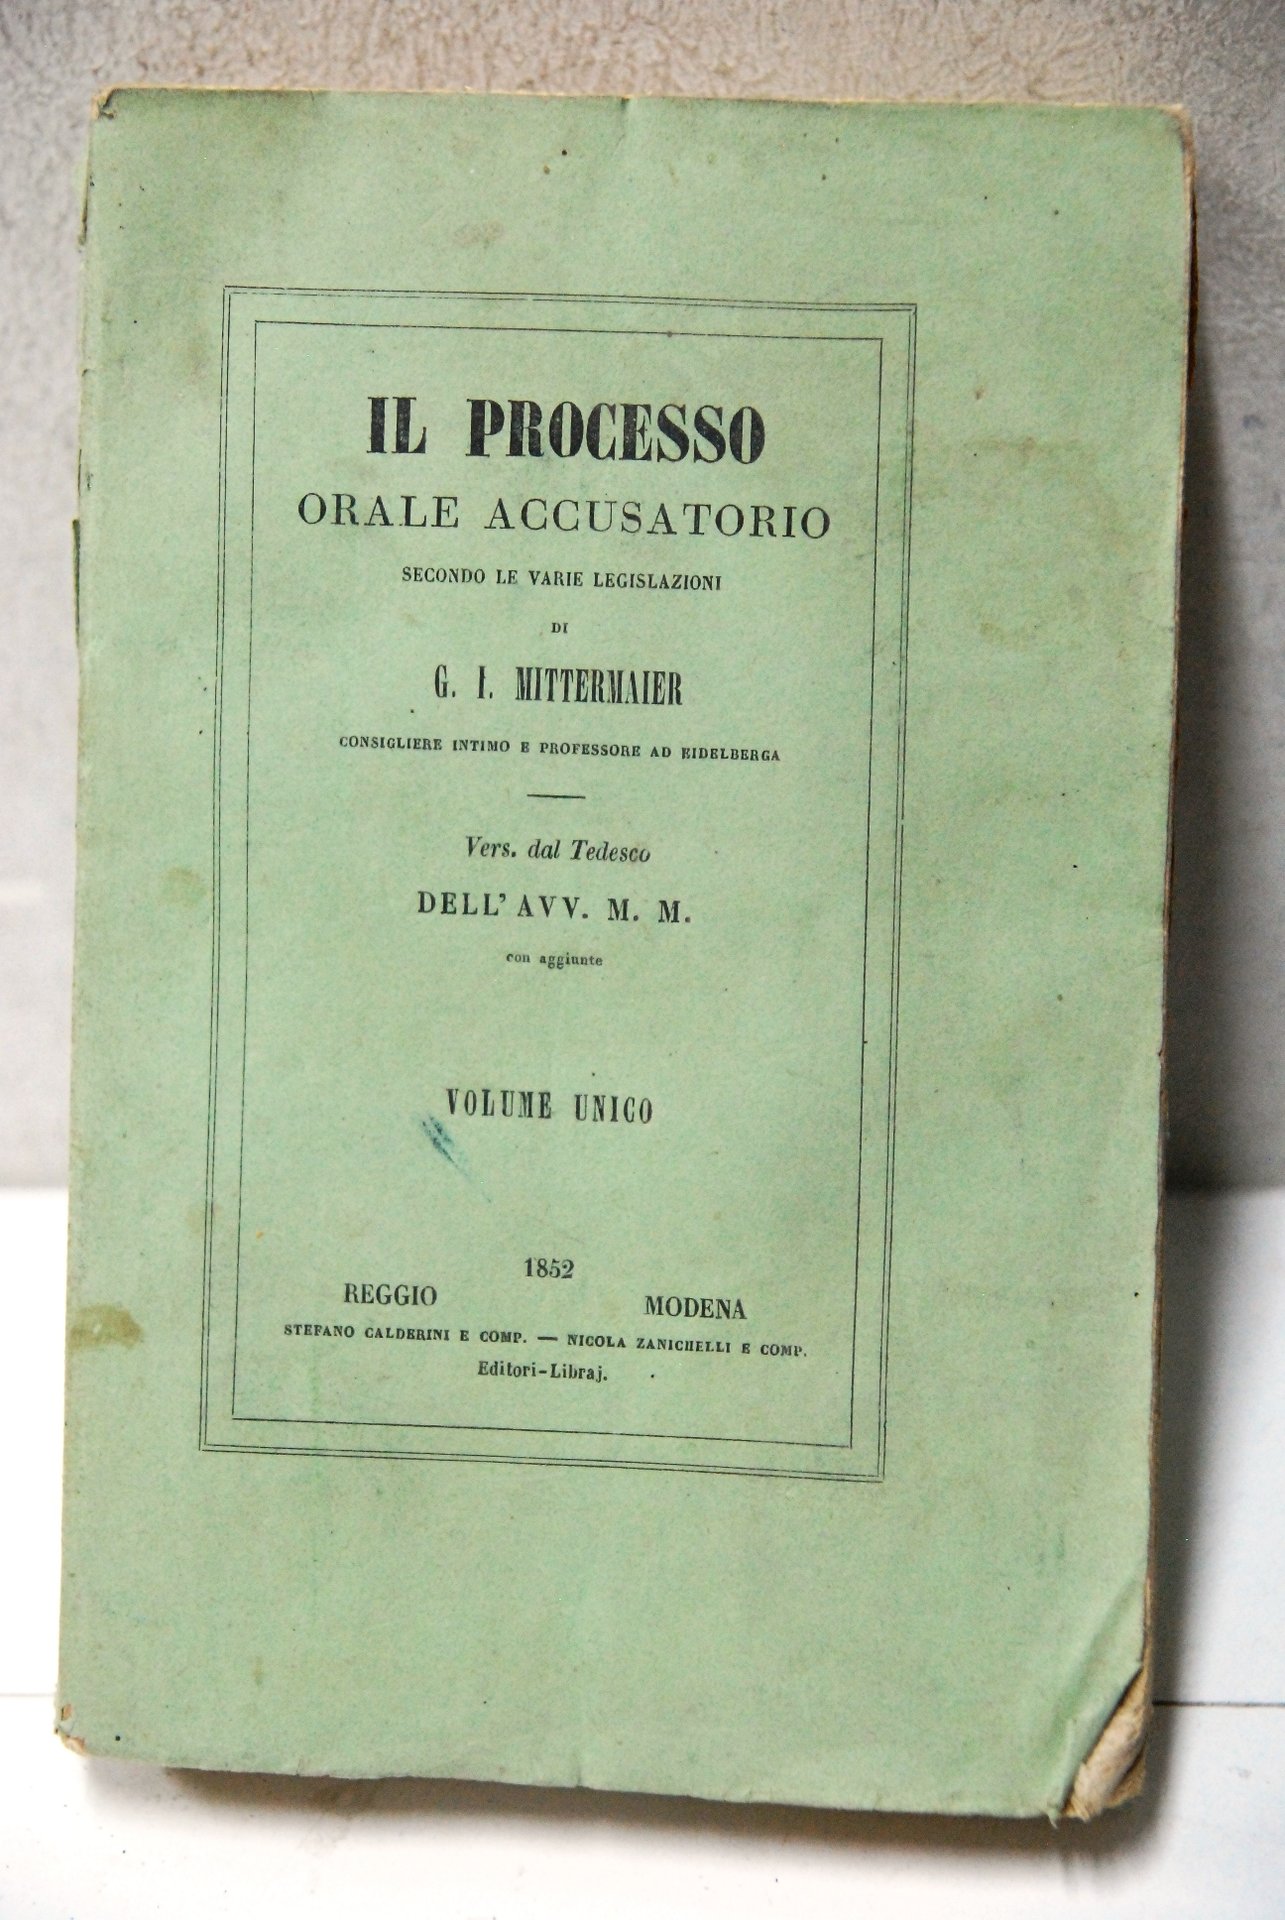 IL PROCESSO
ORALE ACCUSATORIO
SECONDO LE VARIE LEGISLAZIONI
DI
G. I. MITTERMAIER
CONSIGLIERE INTIMO E PROFESSORE AD EIDELBERGA
Vers. dal Tedesco
DELL' AVV. M. M.
con aggiunte
VOLUME UNICO
1852
REGGIO MODENA
STEFANO CALDERINI E COMP. — NICOLA ZANICHELLI E COMP.
Editori-Libraj.